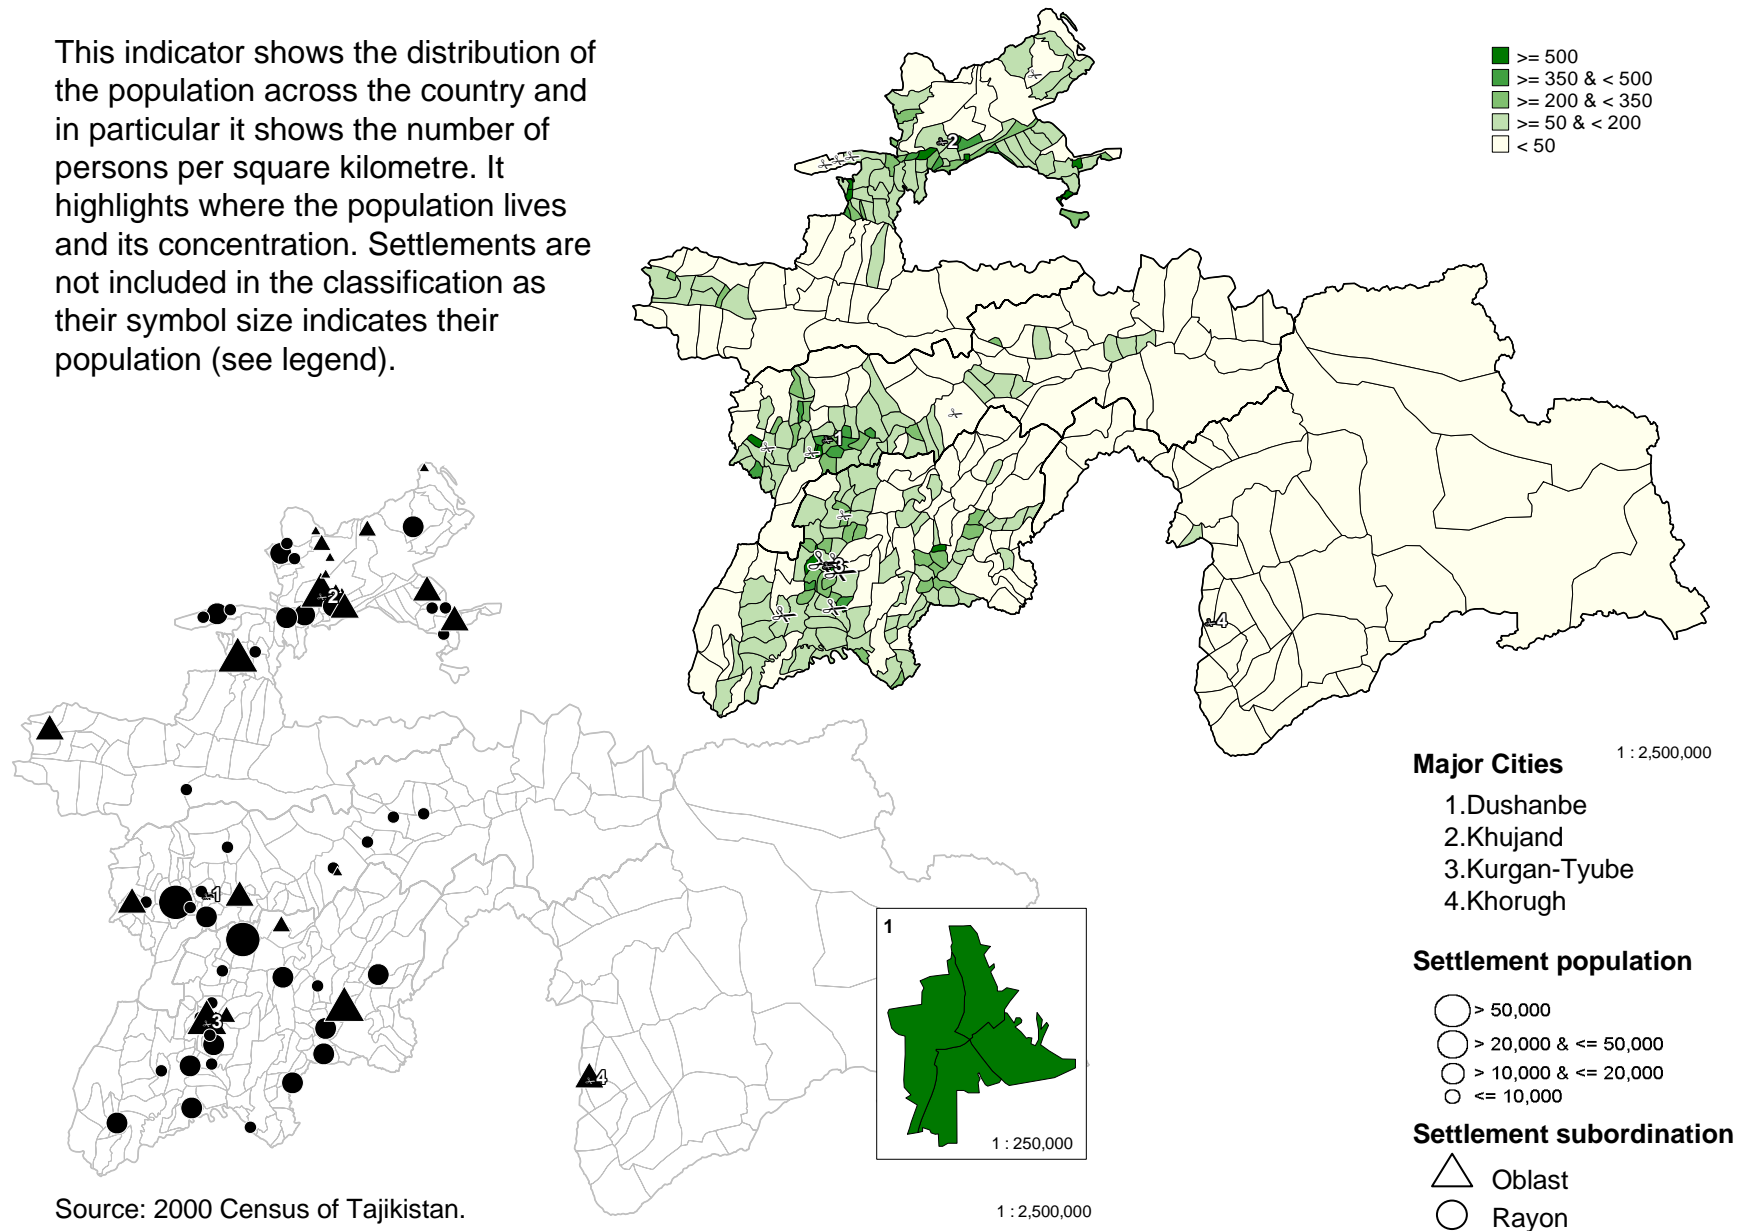 This indicator shows the distribution of
the population across the country and
in particular it shows the number of
persons per square kilometre. It
highlights where the population lives
and its concentration. Settlements are
not included in the classification as
their symbol size indicates their
population (see legend).
>= 500
>= 350 & < 500
>= 200 & < 350
>= 50 & < 200
< 50
2
1
3
4
1 : 2,500,000
Major Cities
1.Dushanbe
2.Khujand
3.Kurgan-Tyube
4.Khorugh
Settlement population
> 50,000
> 20,000 & <= 50,000
> 10,000 & <= 20,000
<= 10,000
Settlement subordination
Oblast
Rayon
2
1
3
4
1
1 : 250,000
1 : 2,500,000
Source: 2000 Census of Tajikistan.